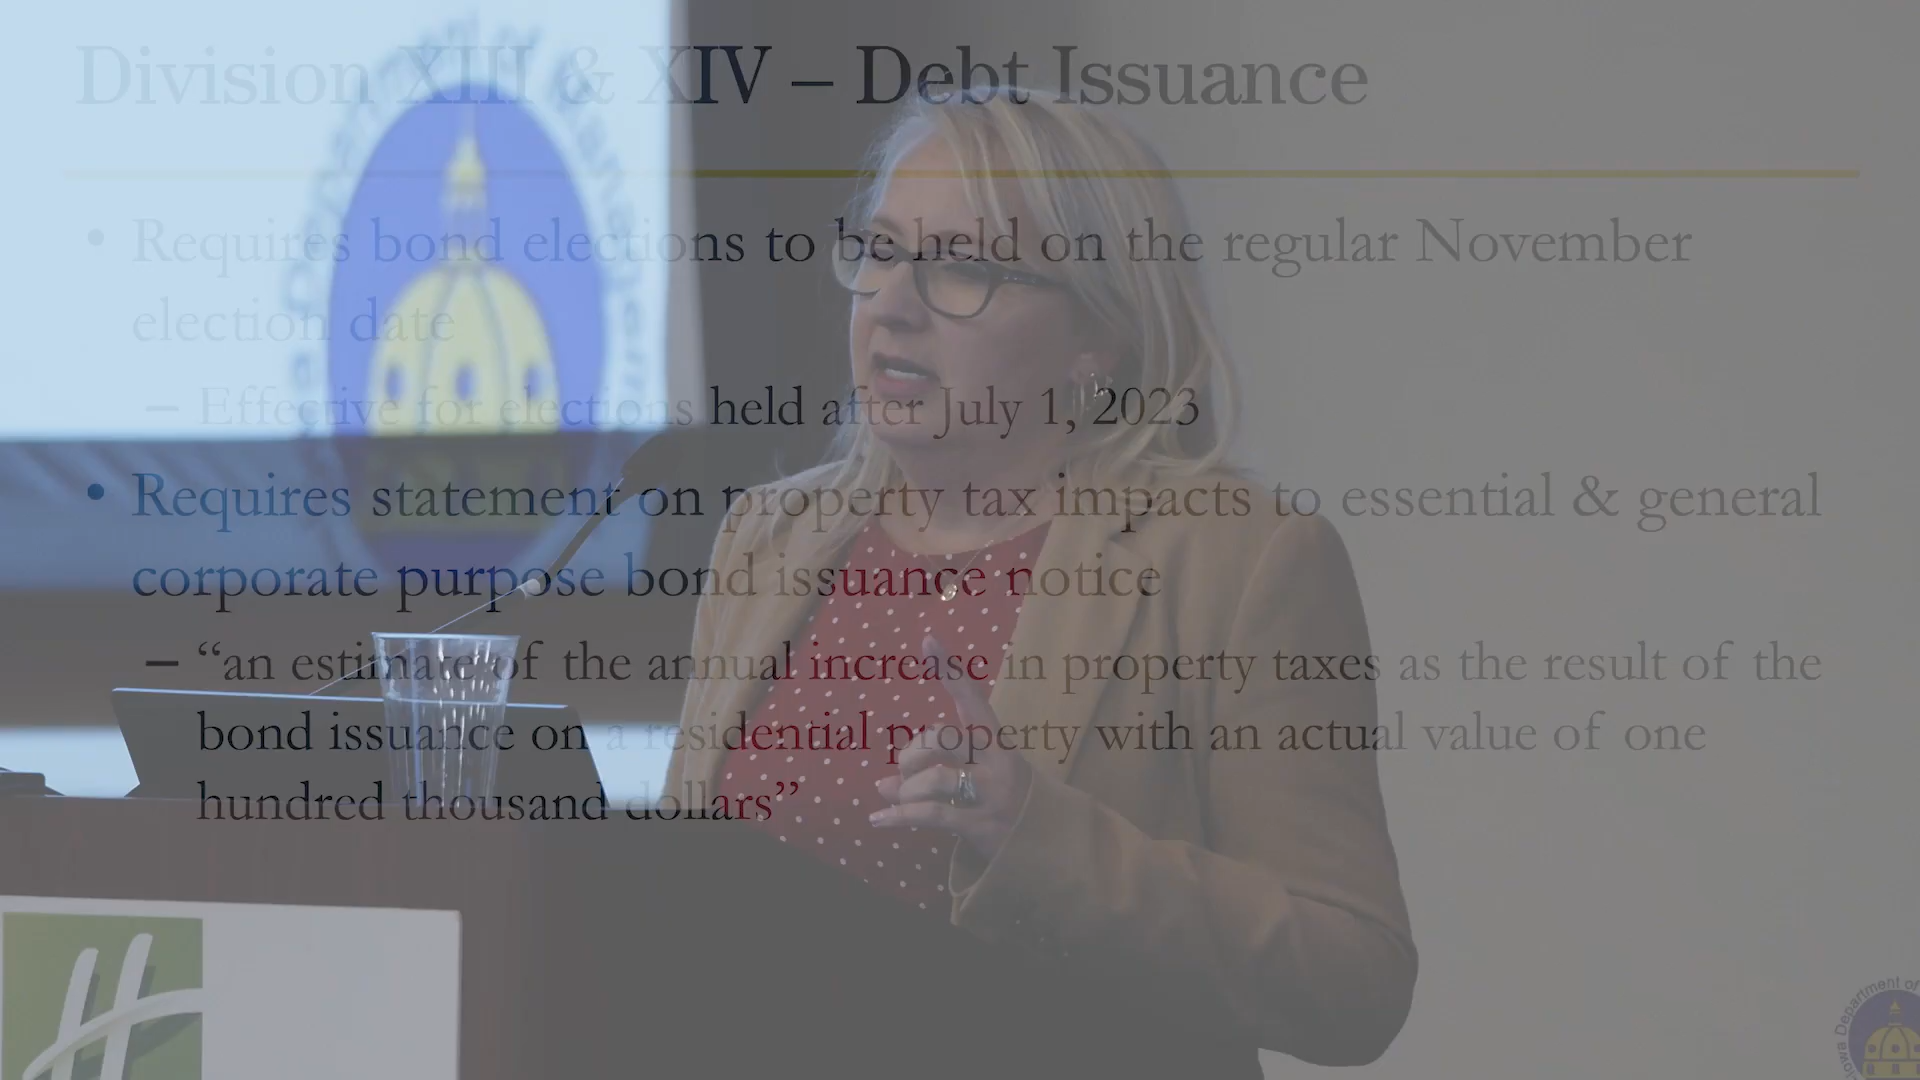 Division XIII & XIV – Debt Issuance
• Requires bond elections to be held on the regular November
election date
– Effective for elections held after July 1, 2023
• Requires statement on property tax impacts to essential & general
corporate purpose bond issuance notice
– “an estimate of the annual increase in property taxes as the result of the
bond issuance on a residential property with an actual value of one
hundred thousand dollars”
H
Iowa Department of